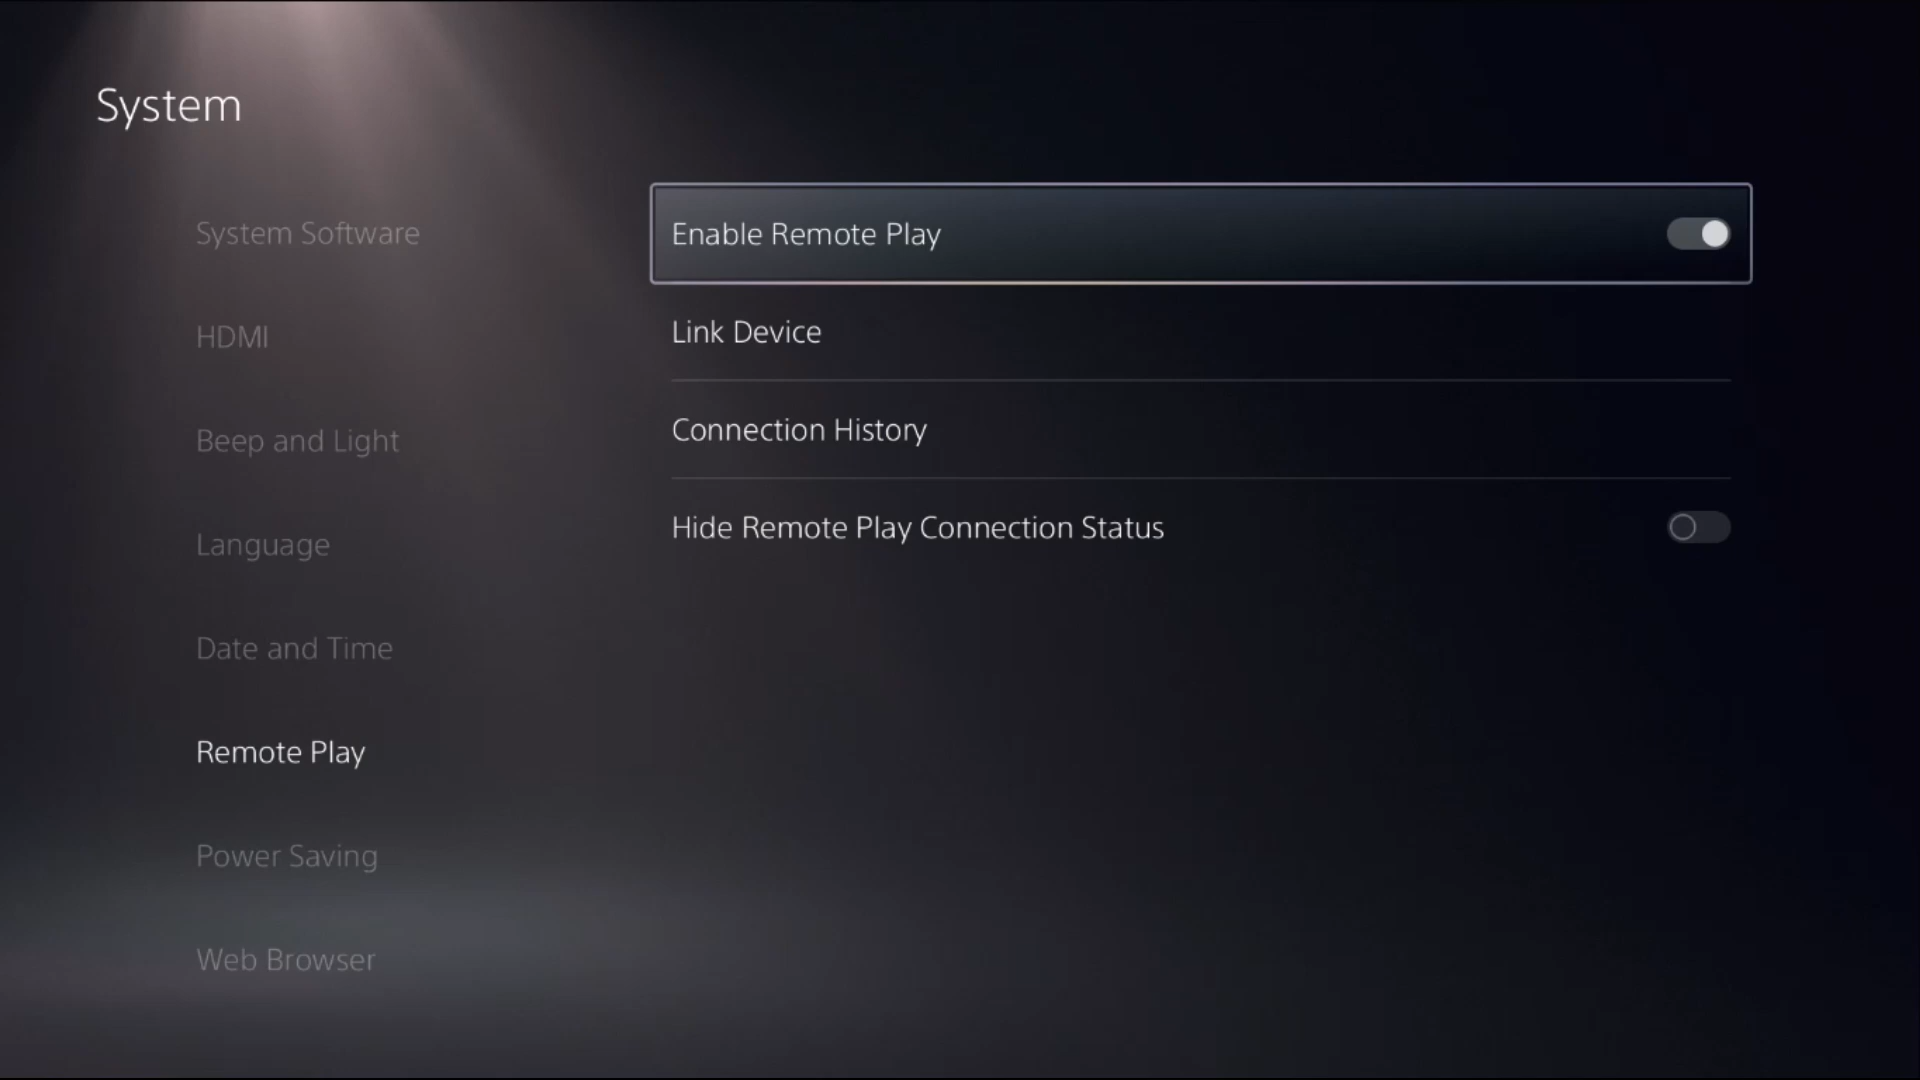 System
System Software
HDMI
Beep and Light
Language
Date and Time
Remote Play
Power Saving
Web Browser
Enable Remote Play
Link Device
Connection History
Hide Remote Play Connection Status